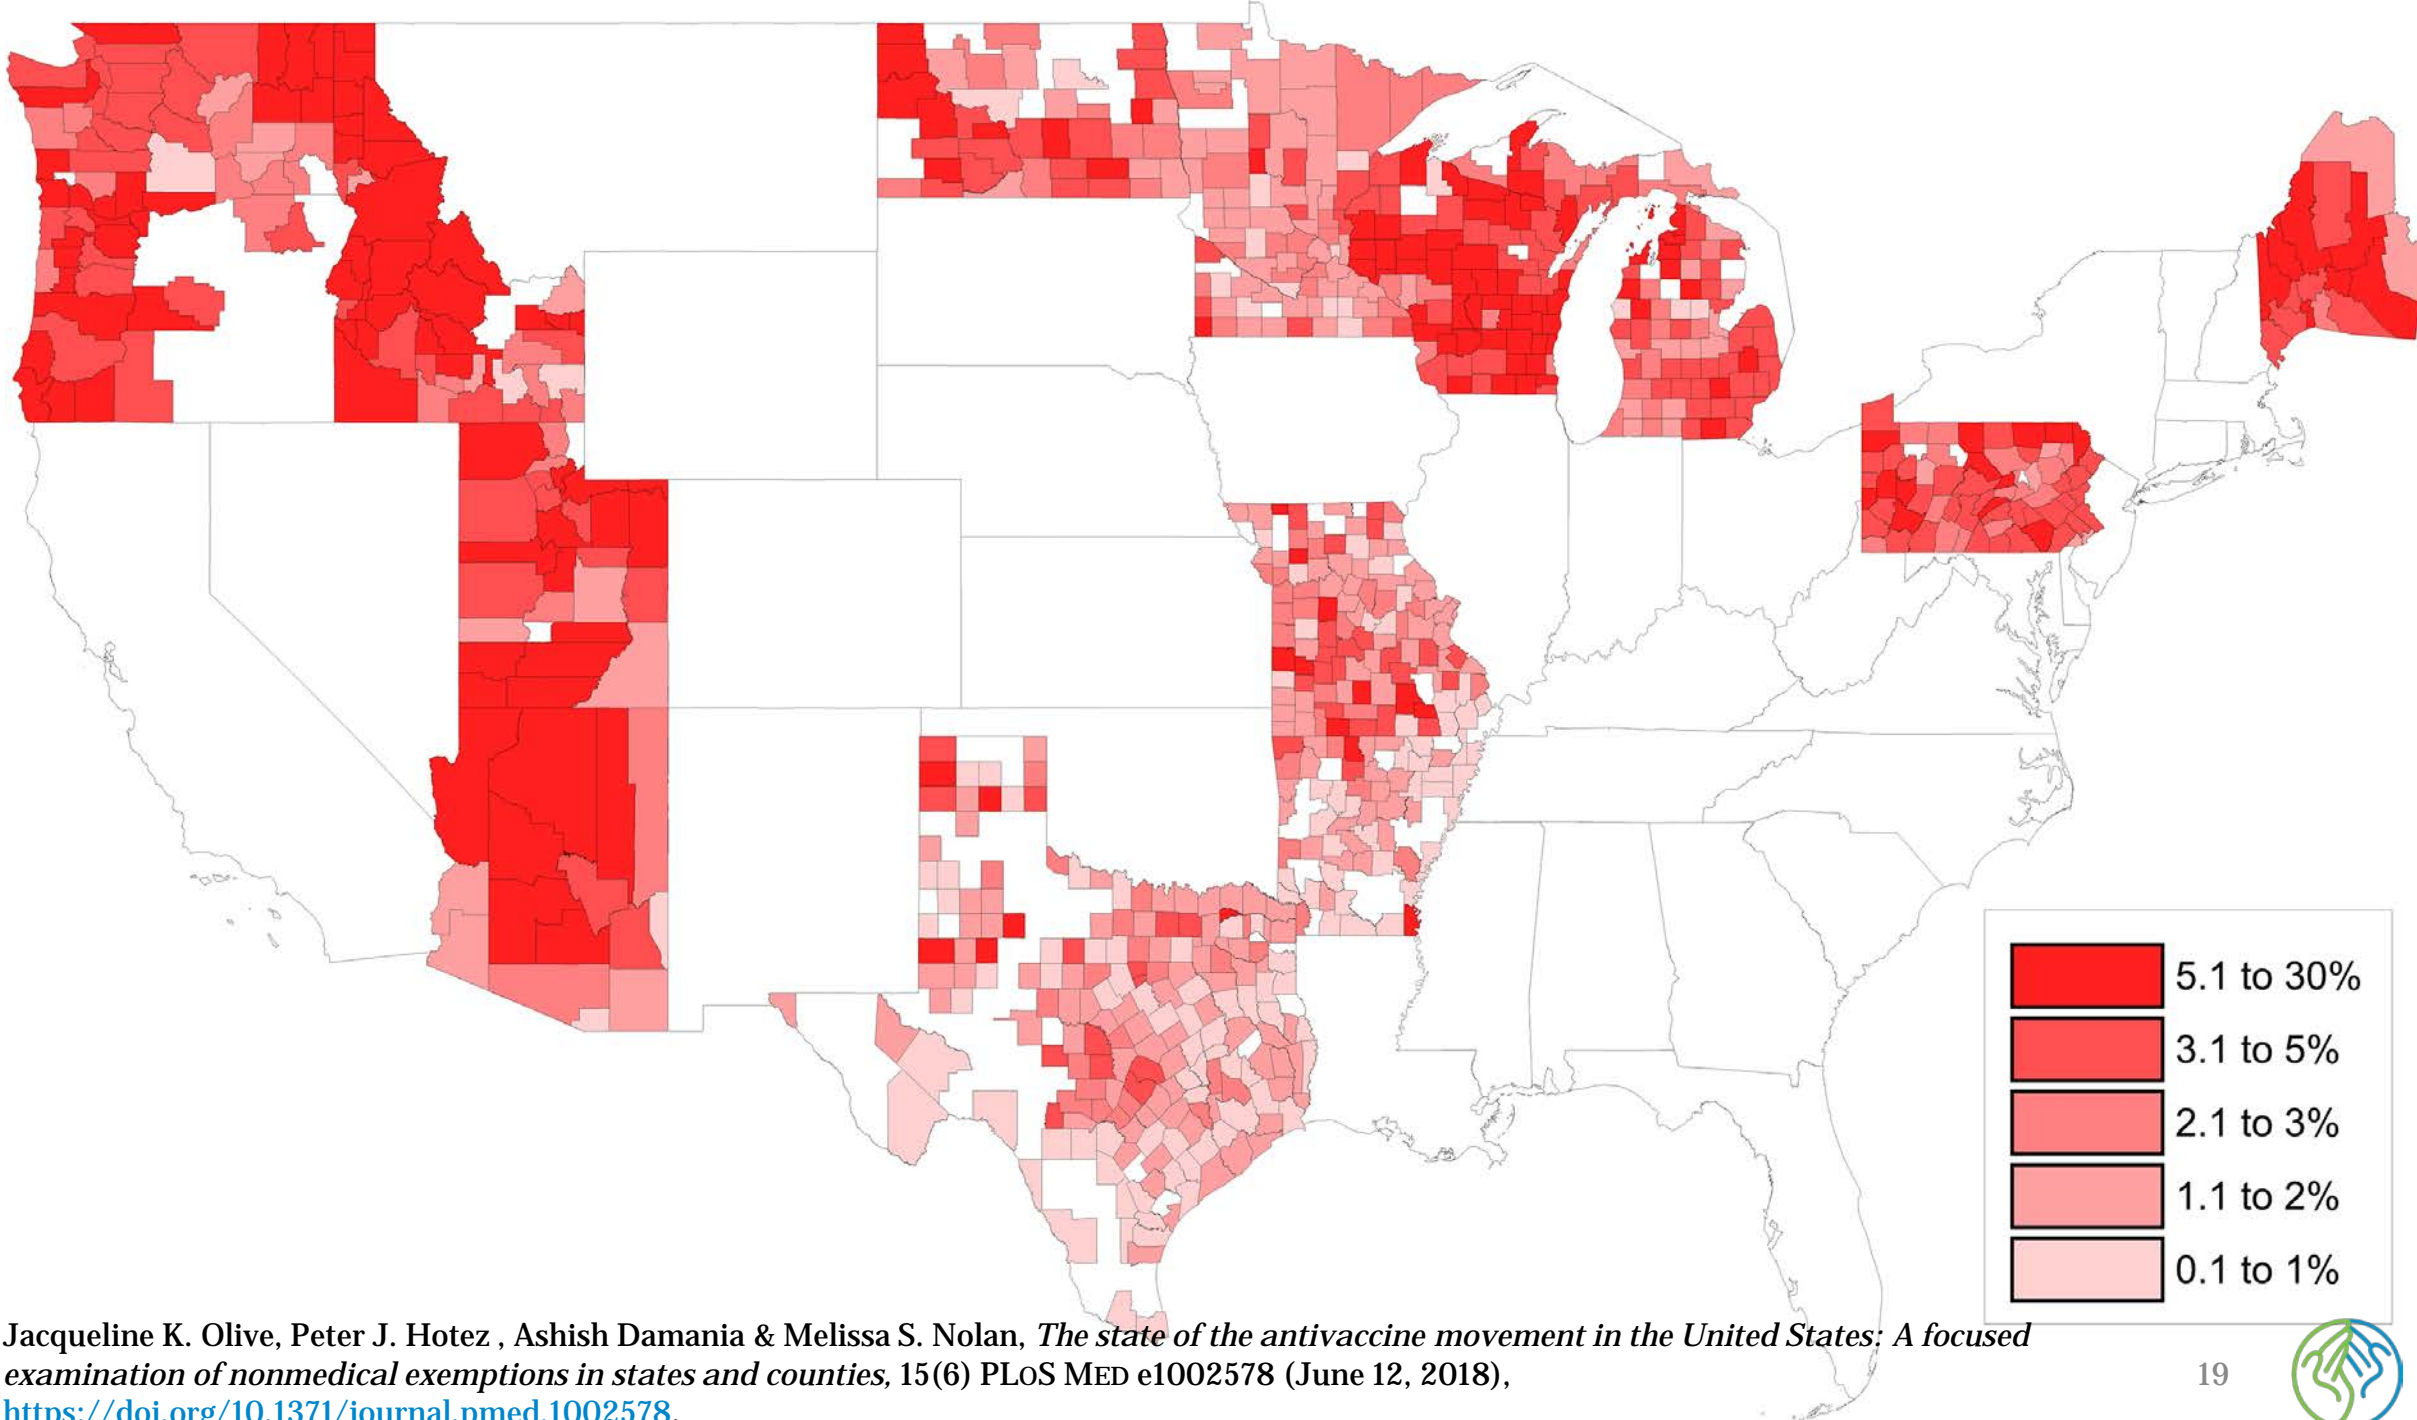 5.1 to 30%
3.1 to 5%
2.1 to 3%
1.1 to 2%
0.1 to 1%
Jacqueline K. Olive, Peter J. Hotez , Ashish Damania & Melissa S. Nolan, The state of the antivaccine movement in the United States: A focused
examination of nonmedical exemptions in states and counties, 15(6) PLOS MED e1002578 (June 12, 2018),
https://doi.org/10.1371/journal.pmed.1002578.
19